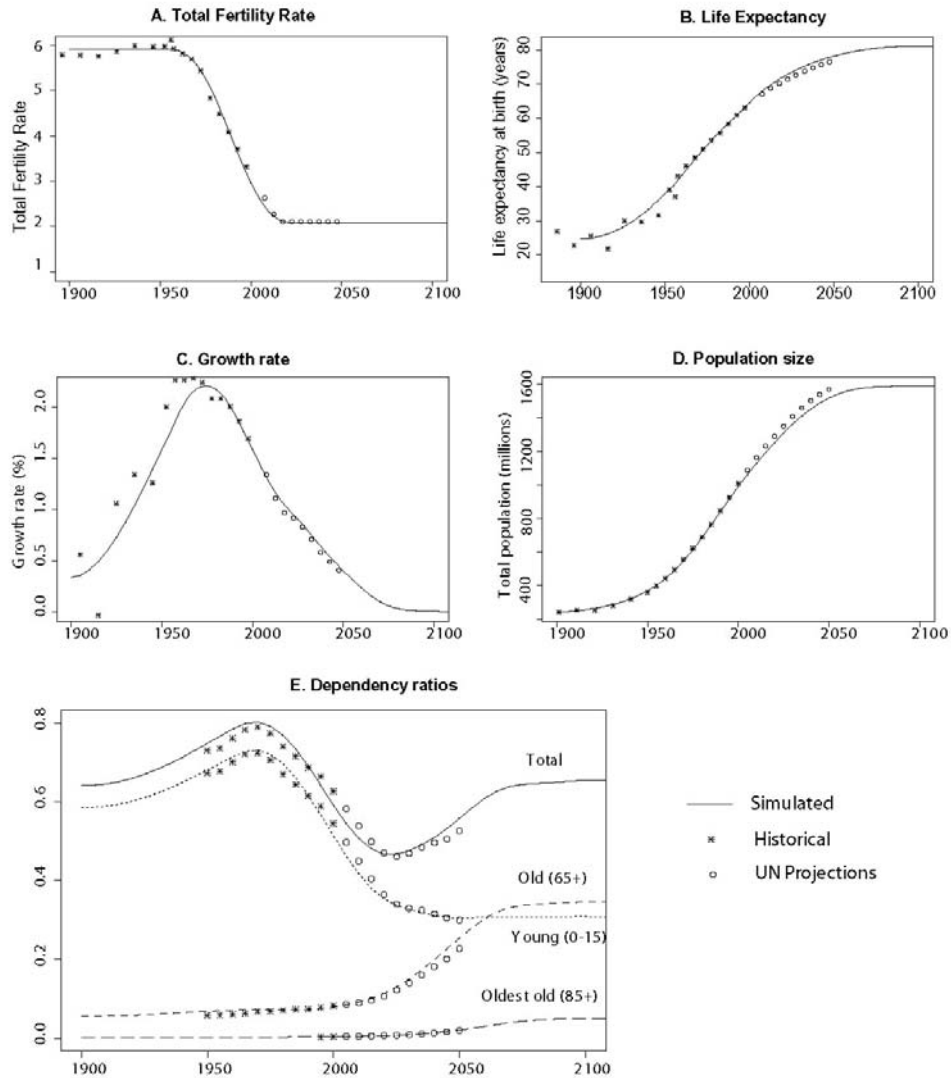 A. Total Fertility Rate
Total Fertility Rate
6
5
4
3
2
1
1900 1950 2000 2050 2100
B. Life Expectancy
Life expectancy at birth (years)
80
70
60
50
40
30
20
1900 1950 2000 2050 2100
C. Growth rate
Growth rate (%)
2.0
1.5
1.0
0.5
0.0
1900 1950 2000 2050 2100
D. Population size
Total population (millions)
1600
1200
800
400
1900 1950 2000 2050 2100
E. Dependency ratios
0.8
0.6
0.4
0.2
0.0
Total
Old (65+)
Young (0-15)
Oldest old (85+)
1900 1950 2000 2050 2100
Simulated
Historical
UN Projections